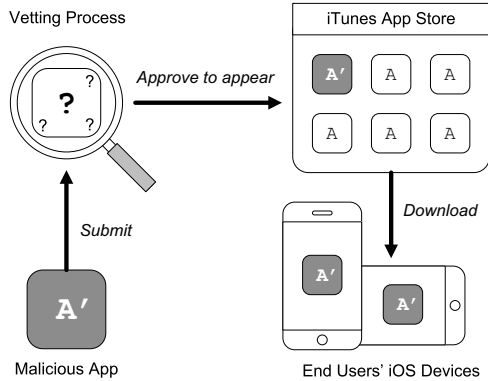 Vetting Process
iTunes App Store
?
?
?
?
Approve to appear
A′ A A
A A A
Submit
Download
A′
A′
A′
Malicious App
End Users' iOS Devices